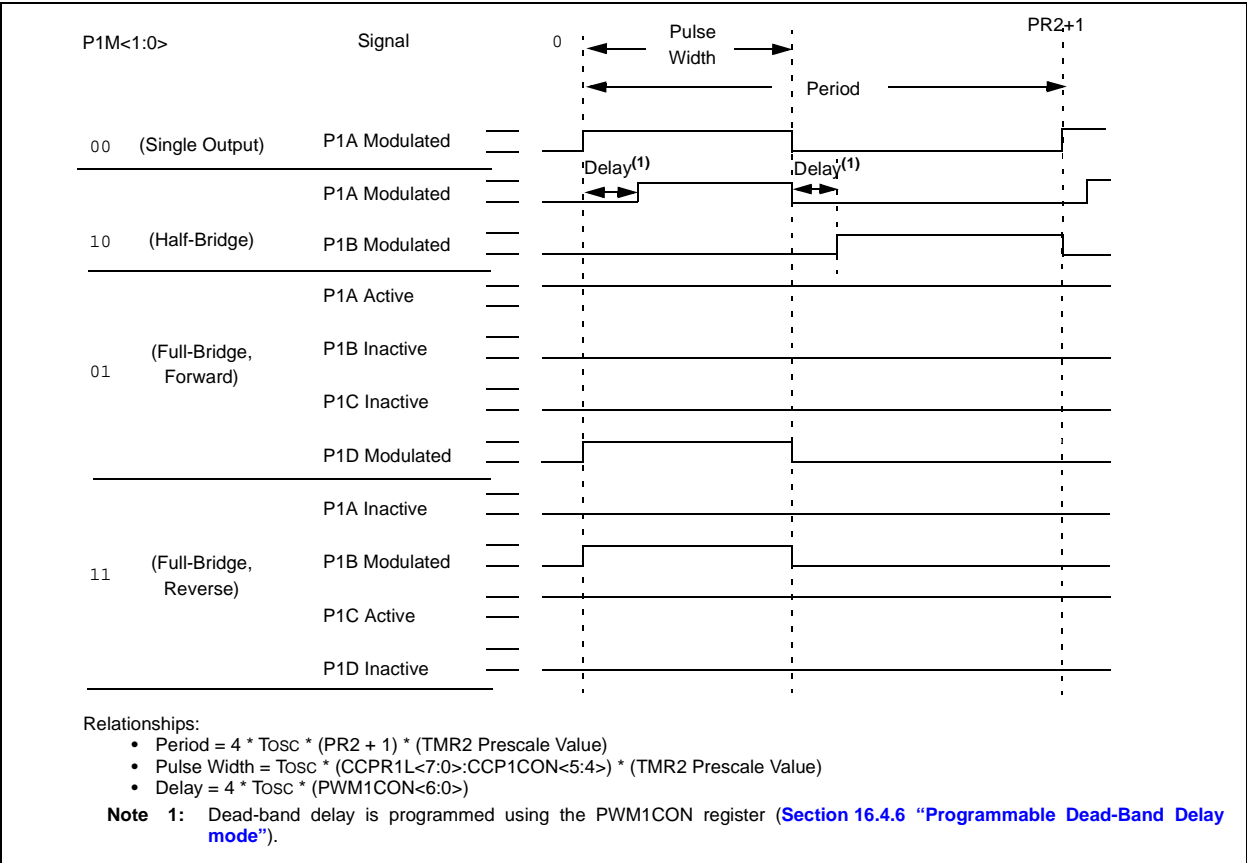 P1M<1:0> Signal 0 Pulse Width PR2+1
Period
00 (Single Output) P1A Modulated
Delay(1) Delay(1)
P1A Modulated
10 (Half-Bridge) P1B Modulated
P1A Active
P1B Inactive
01 (Full-Bridge, Forward)
P1C Inactive
P1D Modulated
P1A Inactive
P1B Modulated
11 (Full-Bridge, Reverse)
P1C Active
P1D Inactive
Relationships:
• Period = 4 * TOSC * (PR2 + 1) * (TMR2 Prescale Value)
• Pulse Width = TOSC * (CCPR1L<7:0>:CCP1CON<5:4>) * (TMR2 Prescale Value)
• Delay = 4 * TOSC * (PWM1CON<6:0>)
Note 1: Dead-band delay is programmed using the PWM1CON register (Section 16.4.6 “Programmable Dead-Band Delay
mode”).